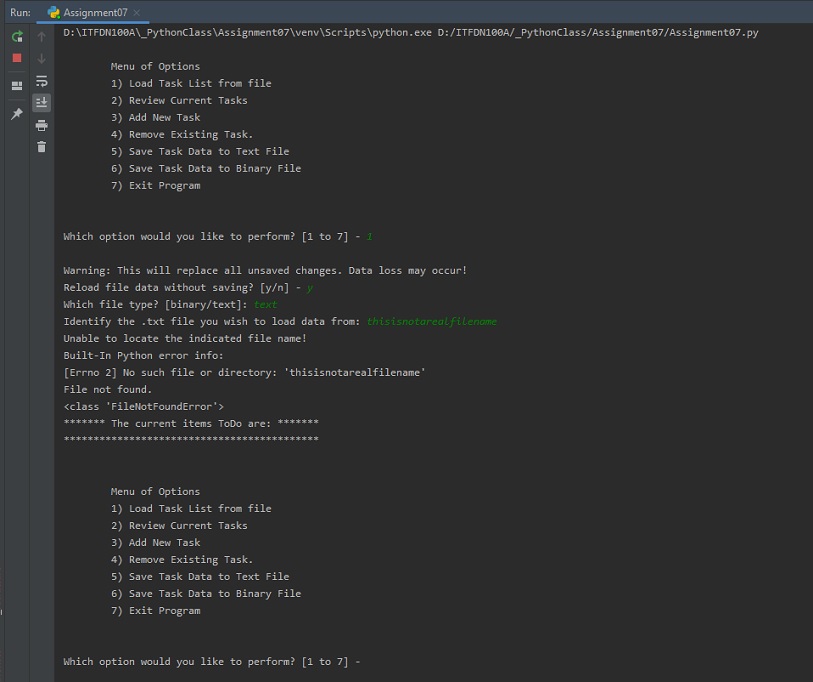 Run: Assignment07
D:\ITFDN100A\_PythonClass\Assignment07\venv\Scripts\python.exe D:/ITFDN100A/_PythonClass/Assignment07/Assignment07.py
Menu of Options
1) Load Task List from file
2) Review Current Tasks
3) Add New Task
4) Remove Existing Task.
5) Save Task Data to Text File
6) Save Task Data to Binary File
7) Exit Program
Which option would you like to perform? [1 to 7] - 1
Warning: This will replace all unsaved changes. Data loss may occur!
Reload file data without saving? [y/n] - y
Which file type? [binary/text]: text
Identify the .txt file you wish to load data from: thisisnotarealfilename
Unable to locate the indicated file name!
Built-In Python error info:
[Errno 2] No such file or directory: 'thisisnotarealfilename'
File not found.
<class 'FileNotFoundError'>
******* The current items ToDo are: *******
*******************************************
Menu of Options
1) Load Task List from file
2) Review Current Tasks
3) Add New Task
4) Remove Existing Task.
5) Save Task Data to Text File
6) Save Task Data to Binary File
7) Exit Program
Which option would you like to perform? [1 to 7] -